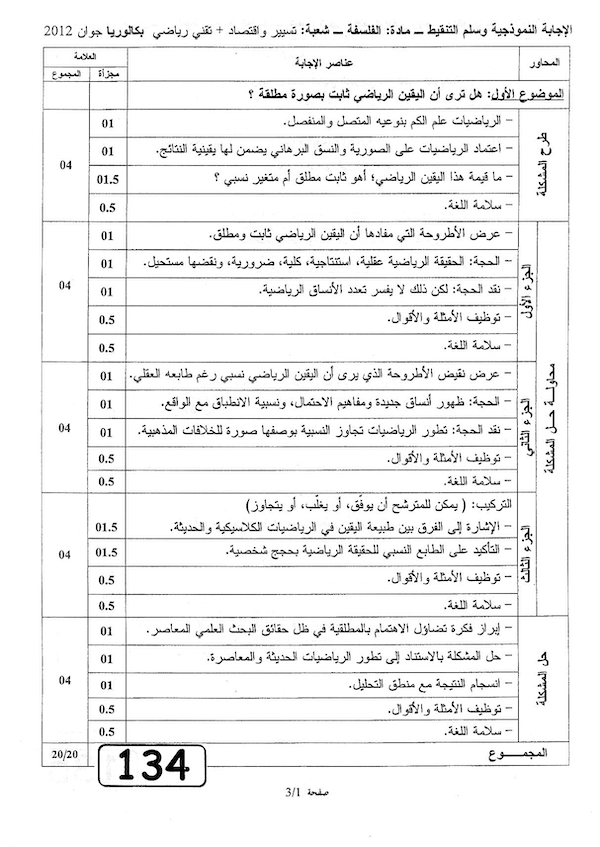 الإجابة النموذجية وسلم التنقيط ــ مادة: الفلسفة ــ شعبة: تسيير واقتصاد + تقني رياضي بكالوريا جوان 2012
المحاور
عناصر الإجابة
العلامة
مجزأة
المجموع
الموضوع الأول: هل ترى أن اليقين الرياضي ثابت بصورة مطلقة ؟
طرح المشكلة
– الرياضيات علم الكم بنوعيه المتصل والمنفصل. 01
– اعتماد الرياضيات على الصورية والنسق البرهاني يضمن لها يقينية النتائج. 01
– ما قيمة هذا اليقين الرياضي؛ أهو ثابت مطلق أم متغير نسبي ؟ 01.5
– سلامة اللغة. 0.5
04
محاولـــة حـــل المشكلة
الجزء الأول
– عرض الأطروحة التي مفادها أن اليقين الرياضي ثابت ومطلق. 01
– الحجة: الحقيقة الرياضية عقلية، استنتاجية، كلية، ضرورية، ونقضها مستحيل. 01
– نقد الحجة: لكن ذلك لا يفسر تعدد الأنساق الرياضية. 01
– توظيف الأمثلة والأقوال. 0.5
– سلامة اللغة. 0.5
04
الجزء الثاني
– عرض نقيض الأطروحة الذي يرى أن اليقين الرياضي نسبي رغم طابعه العقلي. 01
– الحجة: ظهور أنساق جديدة ومفاهيم الاحتمال، ونسبية الانطباق مع الواقع. 01
– نقد الحجة: تطور الرياضيات تجاوز النسبية بوصفها صورة للخلافات المذهبية. 01
– توظيف الأمثلة والأقوال. 0.5
– سلامة اللغة. 0.5
04
الجزء الثالث
التركيب: ( يمكن للمترشح أن يوفّق، أو يغلّب، أو يتجاوز)
– الإشارة إلى الفرق بين طبيعة اليقين في الرياضيات الكلاسيكية والحديثة. 01.5
– التأكيد على الطابع النسبي للحقيقة الرياضية بحجج شخصية. 01.5
– توظيف الأمثلة والأقوال. 0.5
– سلامة اللغة. 0.5
04
حل المشكلة
– إبراز فكرة تضاؤل الاهتمام بالمطلقية في ظل حقائق البحث العلمي المعاصر. 01
– حل المشكلة بالاستناد إلى تطور الرياضيات الحديثة والمعاصرة. 01
– انسجام النتيجة مع منطق التحليل. 01
– توظيف الأمثلة والأقوال. 0.5
– سلامة اللغة. 0.5
04
المجمـــــوع
20/20
134
صفحة 3/1